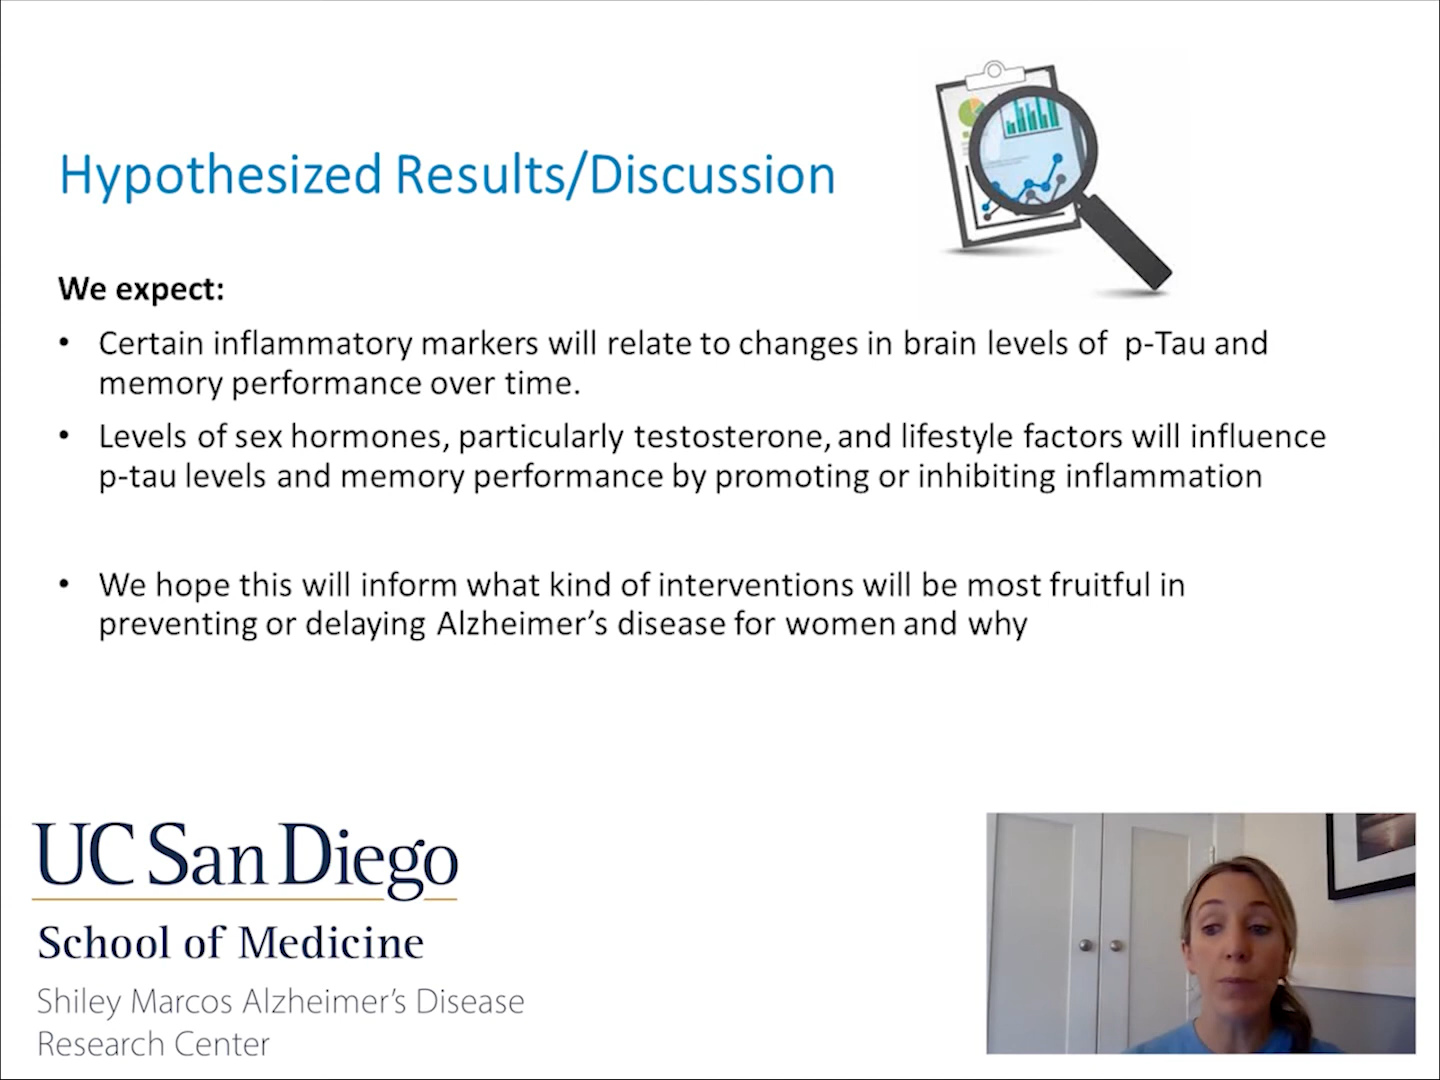 Hypothesized Results/Discussion
We expect:
• Certain inflammatory markers will relate to changes in brain levels of  p-Tau and
memory performance over time.
• Levels of sex hormones, particularly testosterone, and lifestyle factors will influence
p-tau levels and memory performance by promoting or inhibiting inflammation
• We hope this will inform what kind of interventions will be most fruitful in
preventing or delaying Alzheimer’s disease for women and why
UC San Diego
School of Medicine
Shiley Marcos Alzheimer’s Disease
Research Center